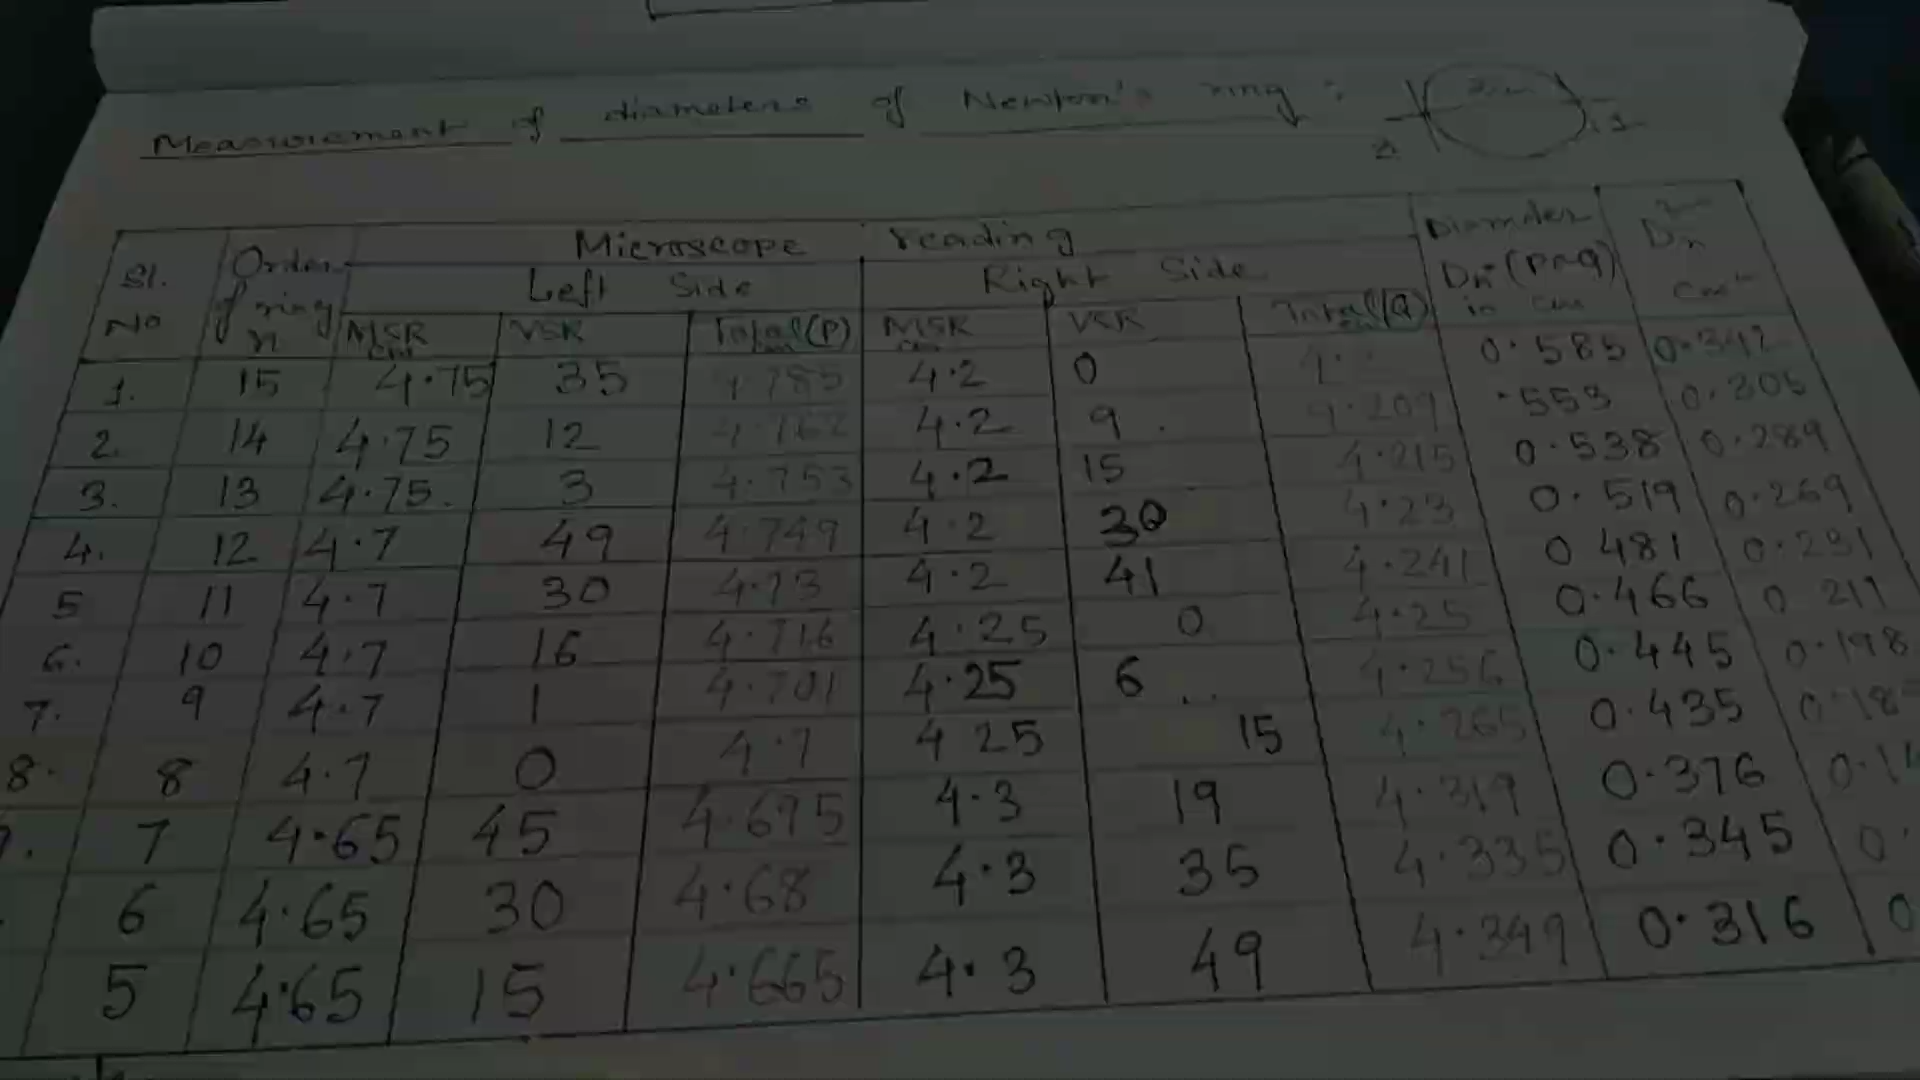 Measurement of diameters of Newton's ring :
Microscope reading
Sl. No Order of ring n Left Side Right Side Diameter Dn = (P~Q) in cm Dn² cm²
MSR cm VSR Total (P) cm MSR cm VSR Total (Q) cm
1. 15 4.75 35 4.785 4.2 0 0.585 0.342
2. 14 4.75 12 4.762 4.2 9 4.209 .553 0.305
3. 13 4.75 3 4.753 4.2 15 4.215 0.538 0.289
4. 12 4.7 49 4.749 4.2 30 4.23 0.519 0.269
5 11 4.7 30 4.73 4.2 41 4.241 0 481 0.231
6. 10 4.7 16 4.716 4.25 0 4.25 0.466 0 217
7. 9 4.7 1 4.701 4.25 6 4.256 0.445 0.198
8. 8 4.7 0 4.7 4 25 15 4.265 0.435
7 4.65 45 4.695 4.3 19 4.319 0.376
6 4.65 30 4.68 4.3 35 4.335 0.345
5 4.65 15 4.665 4.3 49 4.349 0.316